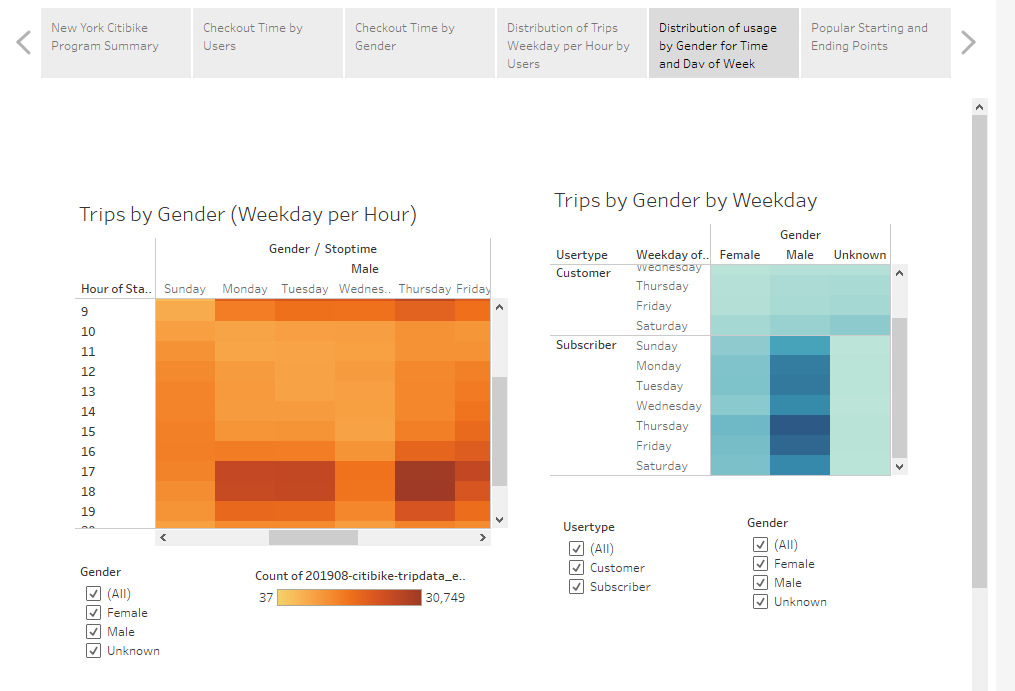 New York Citibike
Program Summary
Checkout Time by
Users
Checkout Time by
Gender
Distribution of Trips
Weekday per Hour by
Users
Distribution of usage
by Gender for Time
and Day of Week
Popular Starting and
Ending Points
Trips by Gender (Weekday per Hour)
Gender / Stoptime
Male
Hour of Sta.. Sunday Monday Tuesday Wednes.. Thursday Friday
9
10
11
12
13
14
15
16
17
18
19
20
Gender
(All)
Female
Male
Unknown
Count of 201908-citibike-tripdata_e..
37 30,749
Trips by Gender by Weekday
Gender
Usertype Weekday of.. Female Male Unknown
Customer Wednesday
Thursday
Friday
Saturday
Subscriber Sunday
Monday
Tuesday
Wednesday
Thursday
Friday
Saturday
Usertype
(All)
Customer
Subscriber
Gender
(All)
Female
Male
Unknown